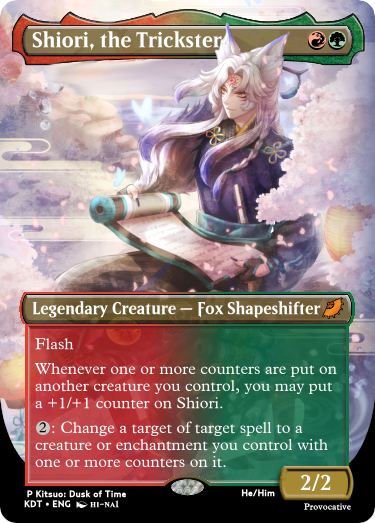 Shiori, the Trickster
Legendary Creature — Fox Shapeshifter
Flash
Whenever one or more counters are put on
another creature you control, you may put
a +1/+1 counter on Shiori.
2: Change a target of target spell to a
creature or enchantment you control with
one or more counters on it.
2/2
P Kitsuo: Dusk of Time
He/Him
KDT • ENG HI-NAI
Provocative